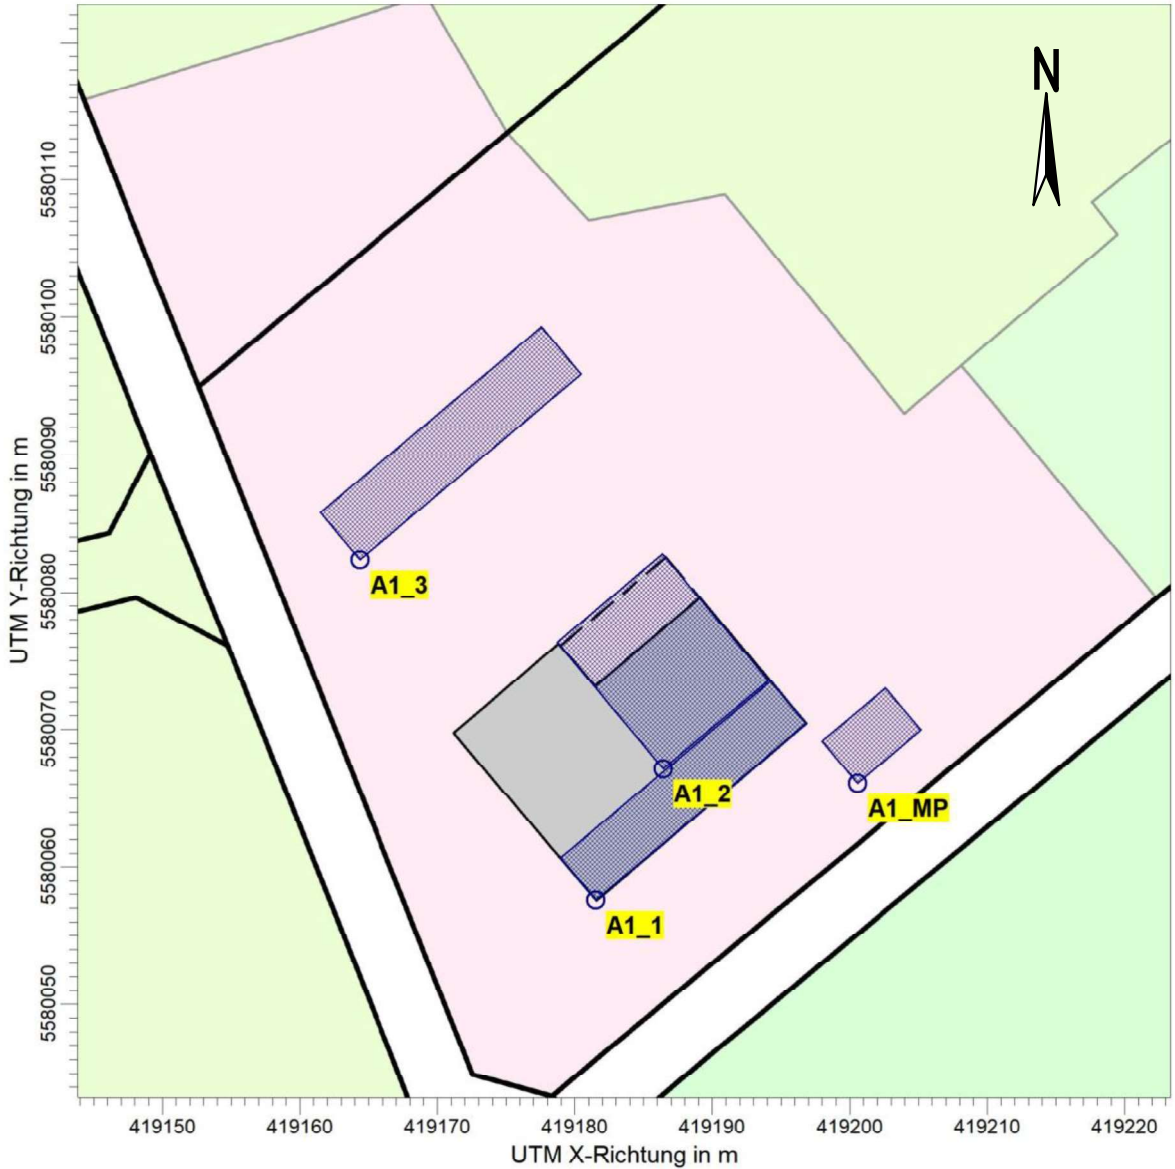 N
5580110
5580100
5580090
5580080
5580070
5580060
5580050
UTM Y-Richtung in m
A1_3
A1_2
A1_MP
A1_1
419150 419160 419170 419180 419190 419200 419210 419220
UTM X-Richtung in m